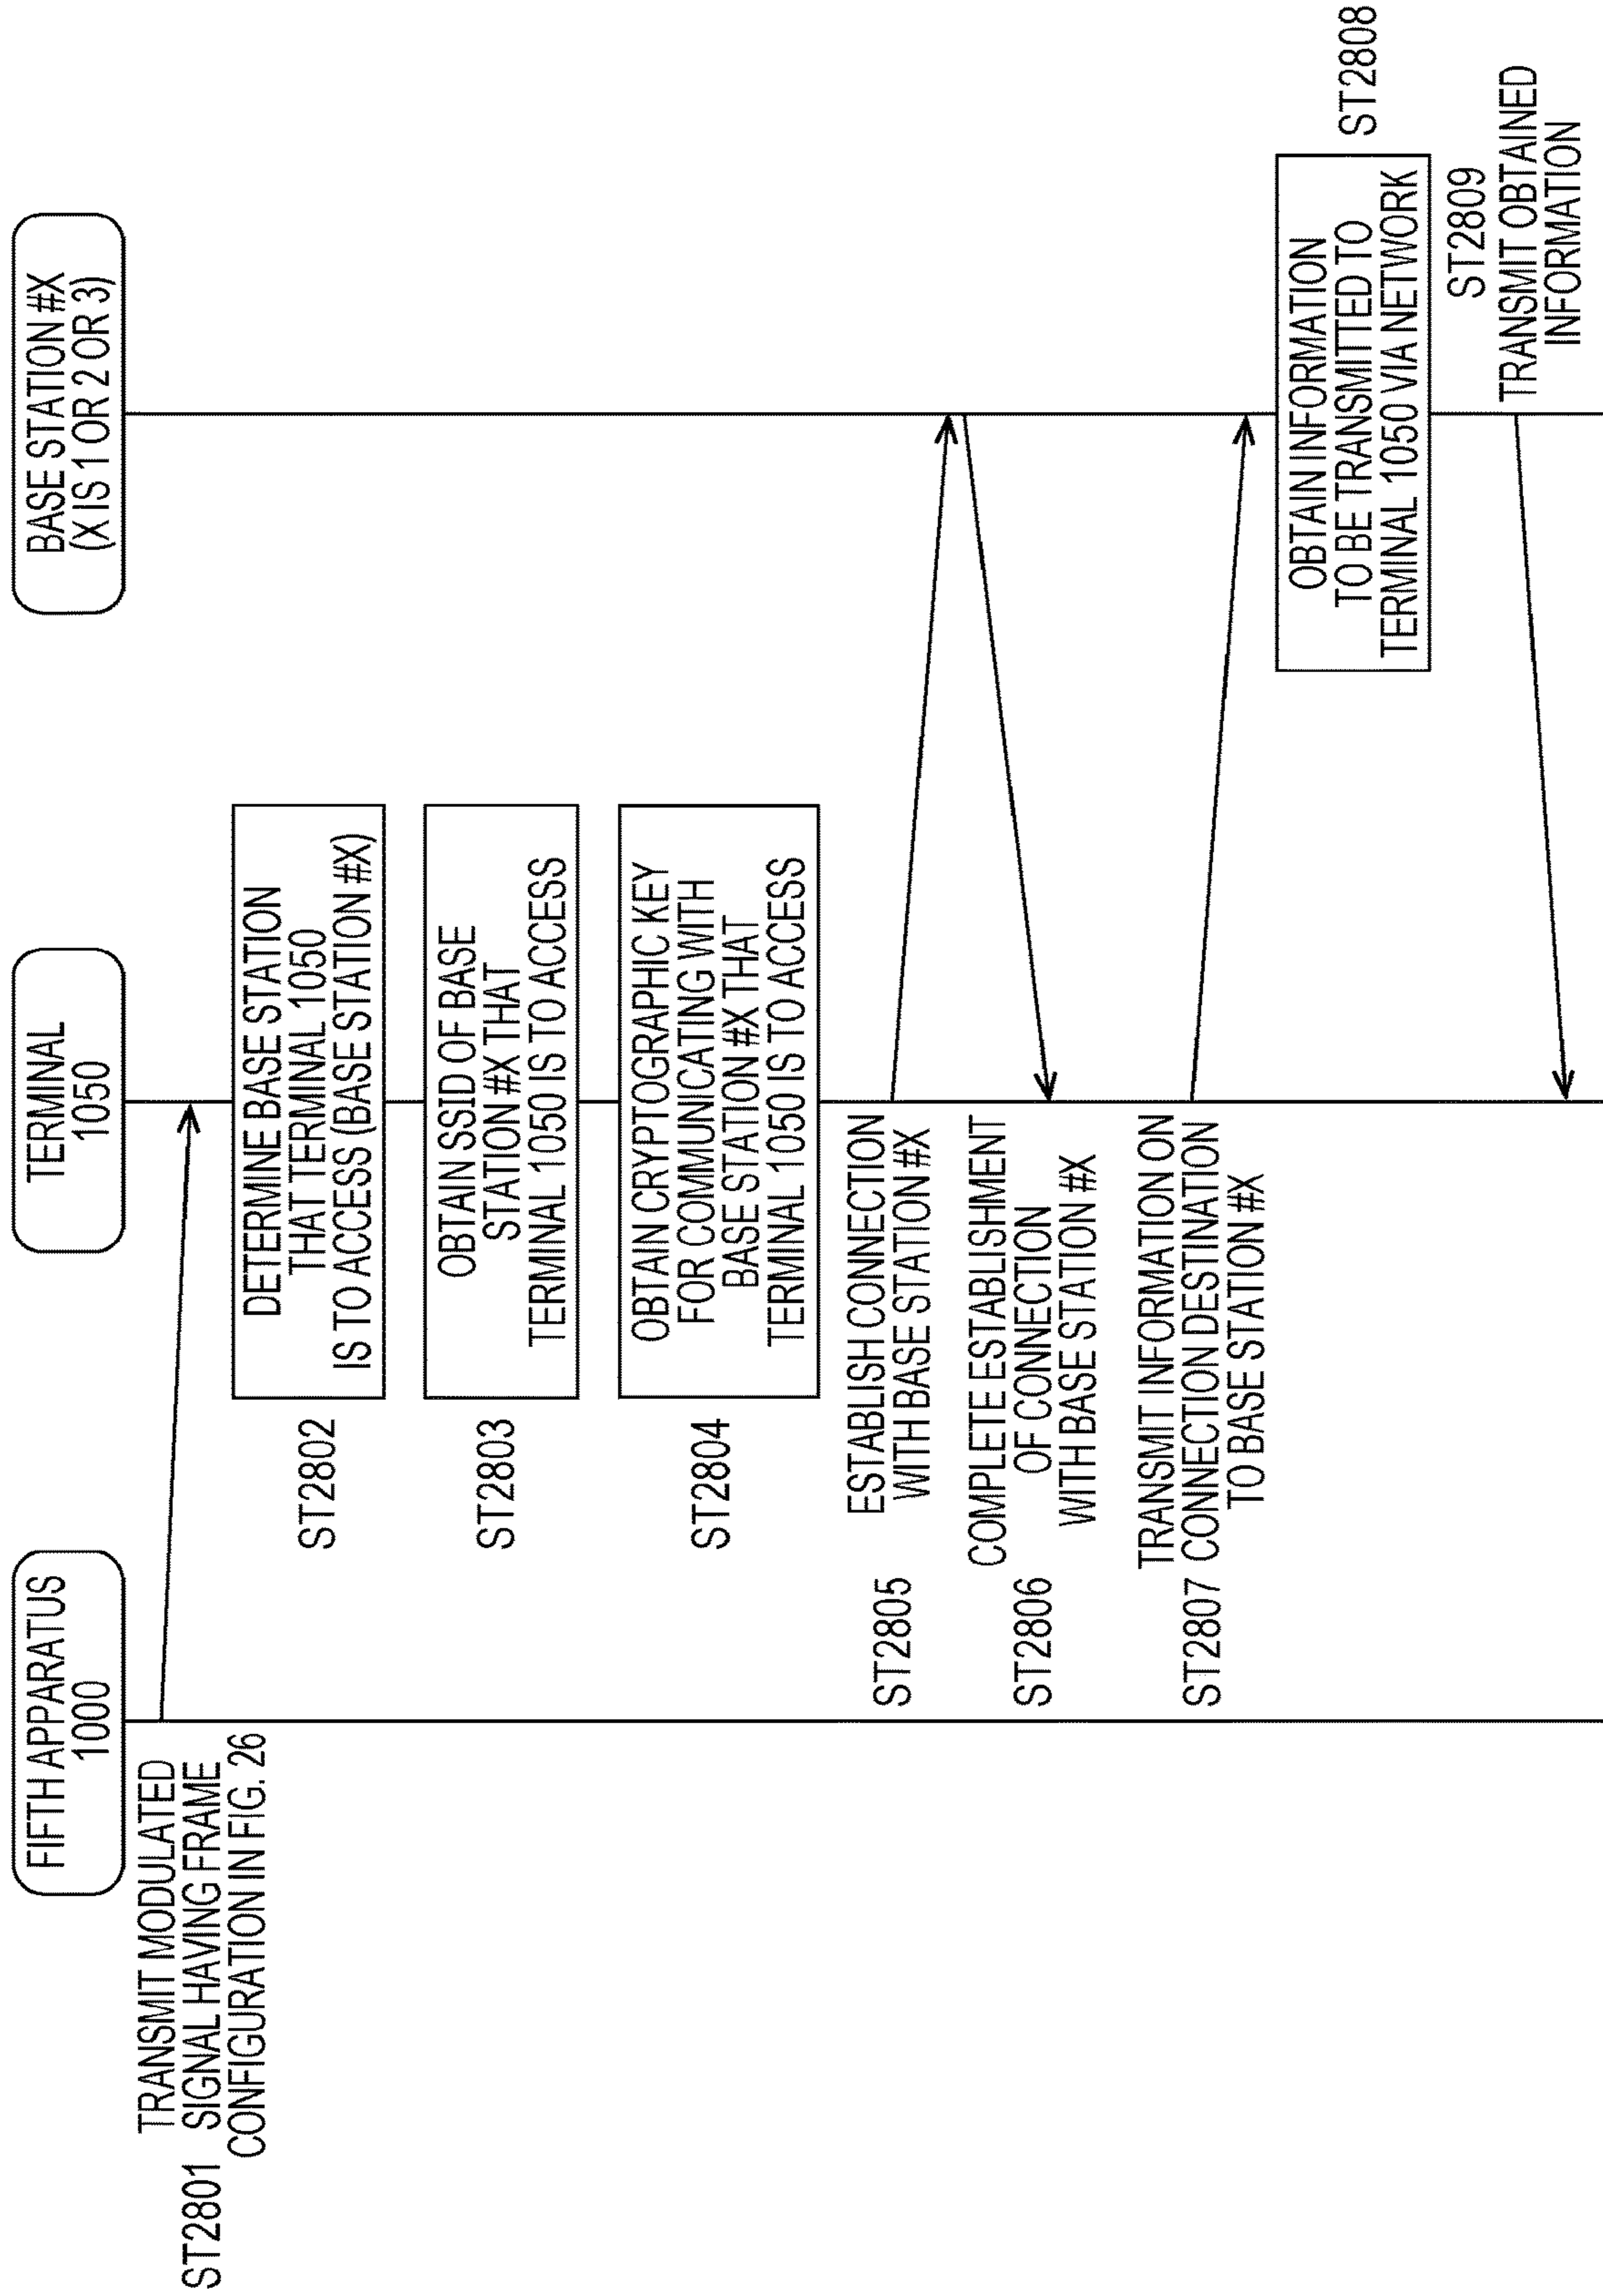 FIFTH APPARATUS
1000
TERMINAL
1050
BASE STATION #X
(X IS 1 OR 2 OR 3)
ST2801
TRANSMIT MODULATED
SIGNAL HAVING FRAME
CONFIGURATION IN FIG. 26
ST2802
DETERMINE BASE STATION
THAT TERMINAL 1050
IS TO ACCESS (BASE STATION #X)
ST2803
OBTAIN SSID OF BASE
STATION #X THAT
TERMINAL 1050 IS TO ACCESS
ST2804
OBTAIN CRYPTOGRAPHIC KEY
FOR COMMUNICATING WITH
BASE STATION #X THAT
TERMINAL 1050 IS TO ACCESS
ST2805
ESTABLISH CONNECTION
WITH BASE STATION #X
ST2806
COMPLETE ESTABLISHMENT
OF CONNECTION
WITH BASE STATION #X
ST2807
TRANSMIT INFORMATION ON
CONNECTION DESTINATION
TO BASE STATION #X
OBTAIN INFORMATION
TO BE TRANSMITTED TO
TERMINAL 1050 VIA NETWORK
ST2808
ST2809
TRANSMIT OBTAINED
INFORMATION